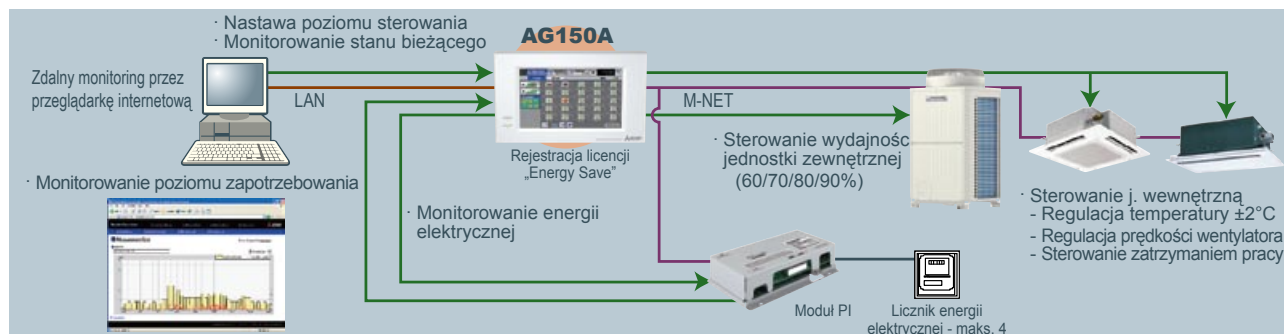 · Nastawa poziomu sterowania
· Monitorowanie stanu bieżącego
AG150A
Zdalny monitoring przez
przeglądarkę internetową
LAN
M-NET
Rejestracja licencji
„Energy Save”
· Sterowanie wydajnośc
jednostki zewnętrznej
(60/70/80/90%)
· Monitorowanie poziomu zapotrzebowania
· Monitorowanie energii
elektrycznej
· Sterowanie j. wewnętrzną
- Regulacja temperatury ±2°C
- Regulacja prędkości wentylatora
- Sterowanie zatrzymaniem pracy
Moduł PI
Licznik energii
elektrycznej - maks. 4